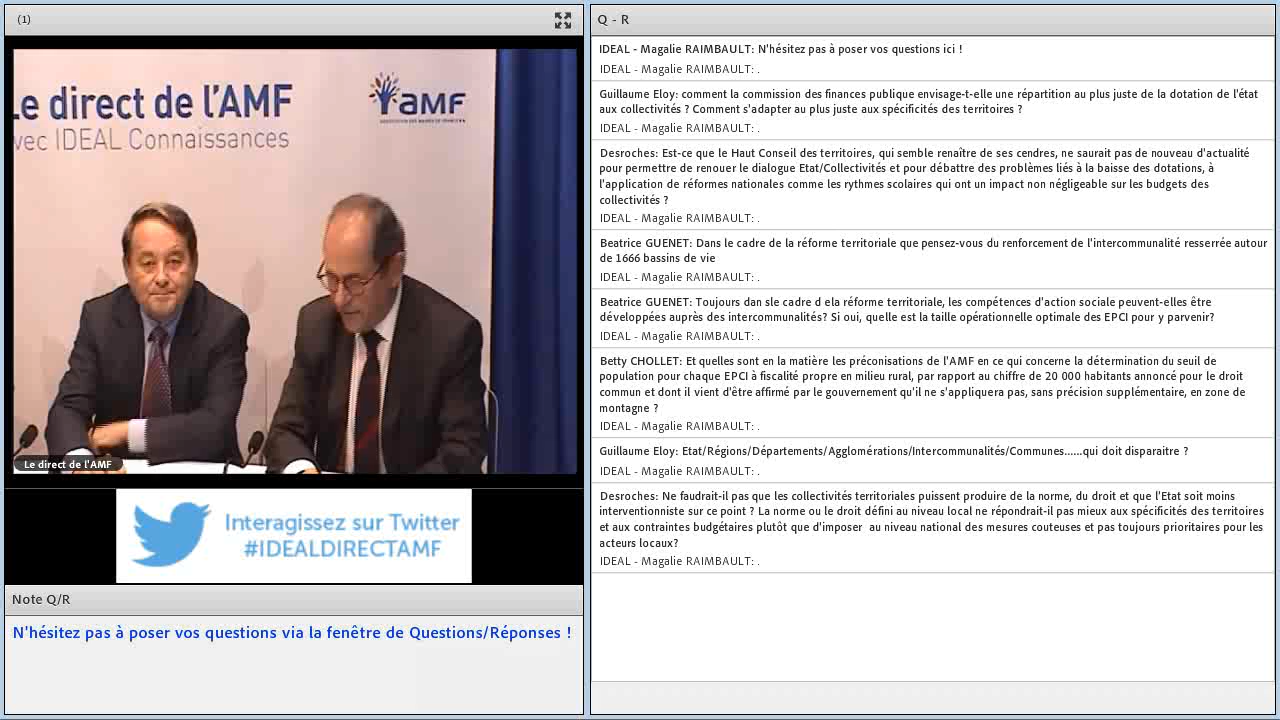 (1)
Le direct de l'AMF
vec IDEAL Connaissances
AMF
Le direct de l'AMF
Interagissez sur Twitter
#IDEALDIRECTAMF
Note Q/R
N'hésitez pas à poser vos questions via la fenêtre de Questions/Réponses !
Q - R
IDEAL - Magalie RAIMBAULT: N'hésitez pas à poser vos questions ici !
IDEAL - Magalie RAIMBAULT: .
Guillaume Eloy: comment la commission des finances publique envisage-t-elle une répartition au plus juste de la dotation de l'état
aux collectivités ? Comment s'adapter au plus juste aux spécificités des territoires ?
IDEAL - Magalie RAIMBAULT: .
Desroches: Est-ce que le Haut Conseil des territoires, qui semble renaître de ses cendres, ne saurait pas de nouveau d'actualité
pour permettre de renouer le dialogue Etat/Collectivités et pour débattre des problèmes liés à la baisse des dotations, à
l'application de réformes nationales comme les rythmes scolaires qui ont un impact non négligeable sur les budgets des
collectivités ?
IDEAL - Magalie RAIMBAULT: .
Beatrice GUENET: Dans le cadre de la réforme territoriale que pensez-vous du renforcement de l'intercommunalité resserrée autour
de 1666 bassins de vie
IDEAL - Magalie RAIMBAULT: .
Beatrice GUENET: Toujours dan sle cadre d ela réforme territoriale, les compétences d'action sociale peuvent-elles être
développées auprès des intercommunalités? Si oui, quelle est la taille opérationnelle optimale des EPCI pour y parvenir?
IDEAL - Magalie RAIMBAULT: .
Betty CHOLLET: Et quelles sont en la matière les préconisations de l'AMF en ce qui concerne la détermination du seuil de
population pour chaque EPCI à fiscalité propre en milieu rural, par rapport au chiffre de 20 000 habitants annoncé pour le droit
commun et dont il vient d'être affirmé par le gouvernement qu'il ne s'appliquera pas, sans précision supplémentaire, en zone de
montagne ?
IDEAL - Magalie RAIMBAULT: .
Guillaume Eloy: Etat/Régions/Départements/Agglomérations/Intercommunalités/Communes......qui doit disparaitre ?
IDEAL - Magalie RAIMBAULT: .
Desroches: Ne faudrait-il pas que les collectivités territoriales puissent produire de la norme, du droit et que l'Etat soit moins
interventionniste sur ce point ? La norme ou le droit défini au niveau local ne répondrait-il pas mieux aux spécificités des territoires
et aux contraintes budgétaires plutôt que d'imposer au niveau national des mesures couteuses et pas toujours prioritaires pour les
acteurs locaux?
IDEAL - Magalie RAIMBAULT: .